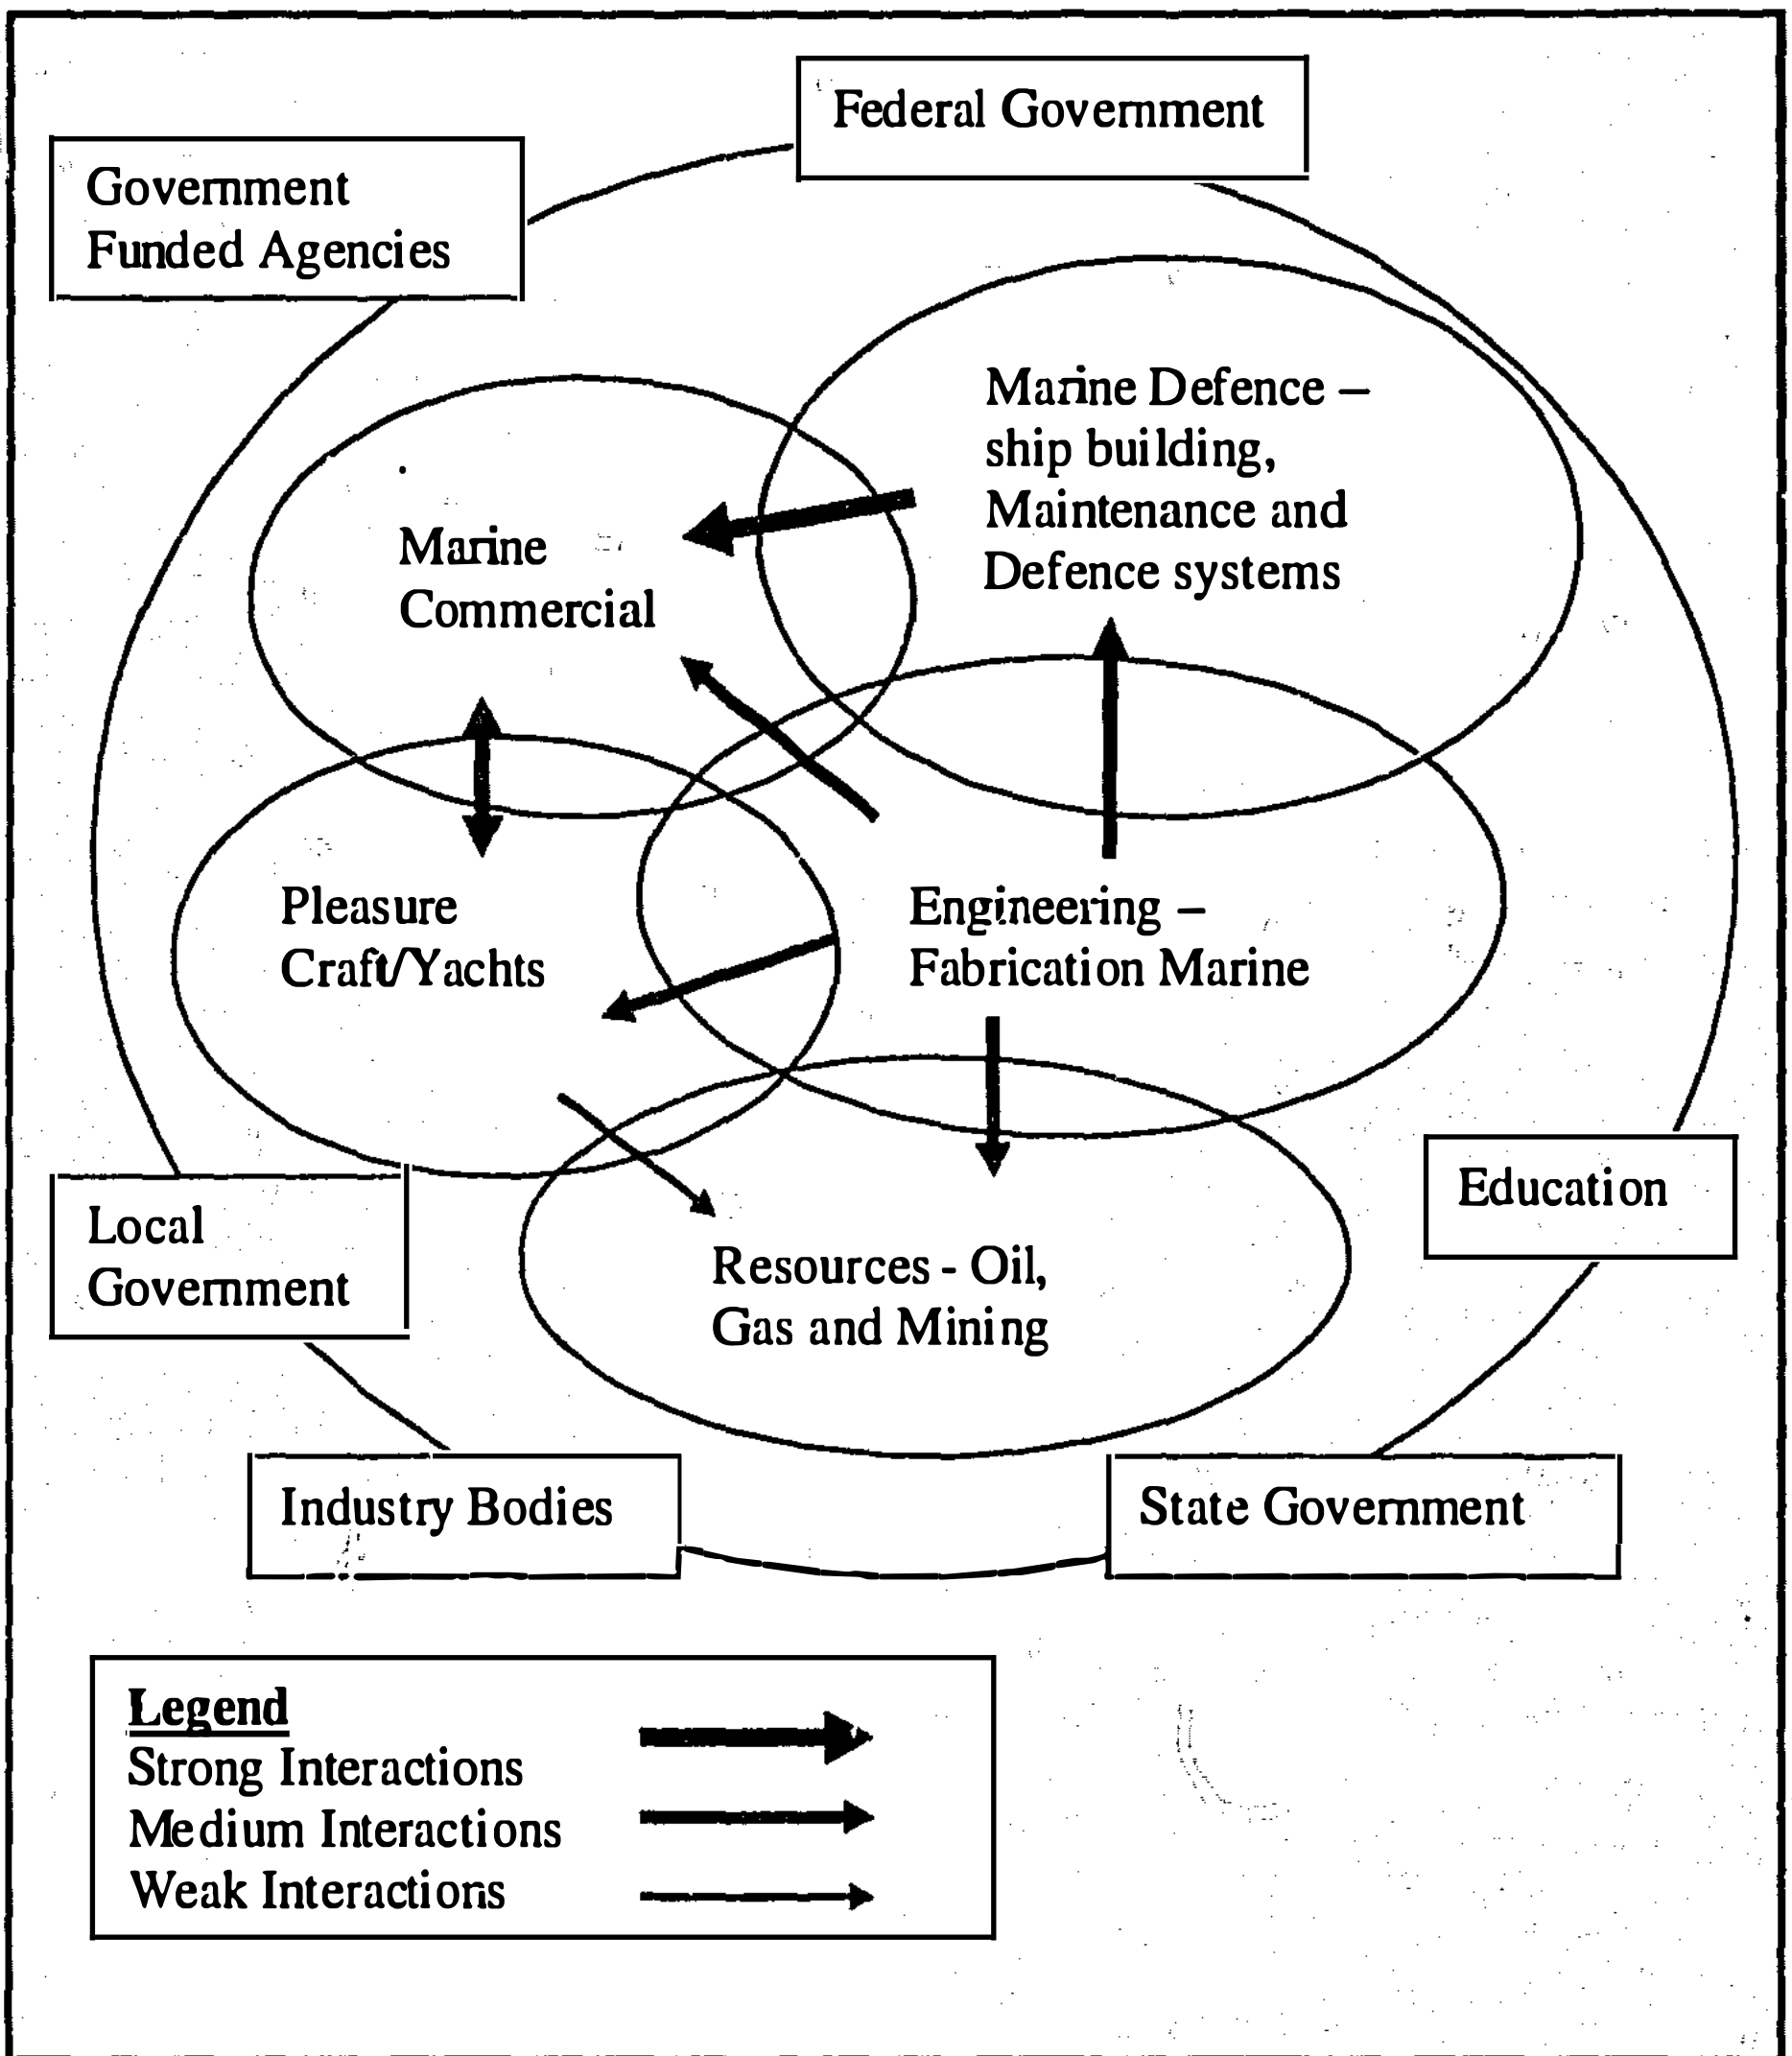 Federal Government
Government
Funded Agencies
Marine Defence –
ship building,
Maintenance and
Defence systems
Marine
Commercial
Pleasure
Craft/Yachts
Engineering –
Fabrication Marine
Resources - Oil,
Gas and Mining
Education
Local
Government
Industry Bodies
State Government
Legend
Strong Interactions
Medium Interactions
Weak Interactions